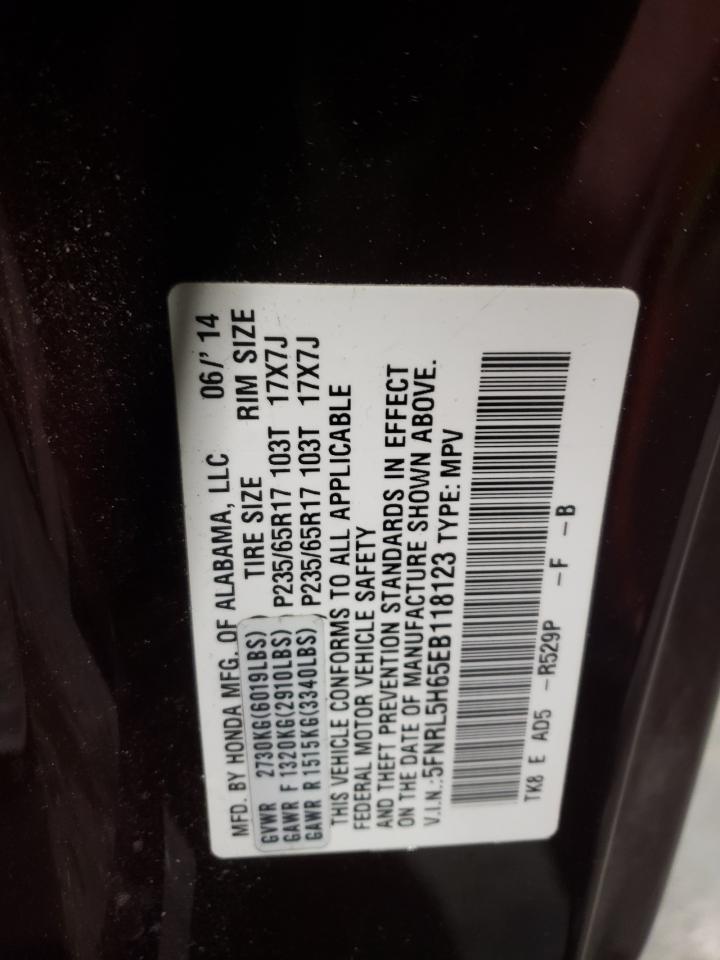 MFD. BY HONDA MFG. OF ALABAMA, LLC 06/'14
GVWR 2730KG(6019LBS) TIRE SIZE RIM SIZE
GAWR F 1320KG(2910LBS) P235/65R17 103T 17X7J
GAWR R 1515KG(3340LBS) P235/65R17 103T 17X7J
THIS VEHICLE CONFORMS TO ALL APPLICABLE
FEDERAL MOTOR VEHICLE SAFETY
AND THEFT PREVENTION STANDARDS IN EFFECT
ON THE DATE OF MANUFACTURE SHOWN ABOVE.
V.I.N.:5FNRL5H65EB118123 TYPE: MPV
TK8 E AD5 -R529P -F -B